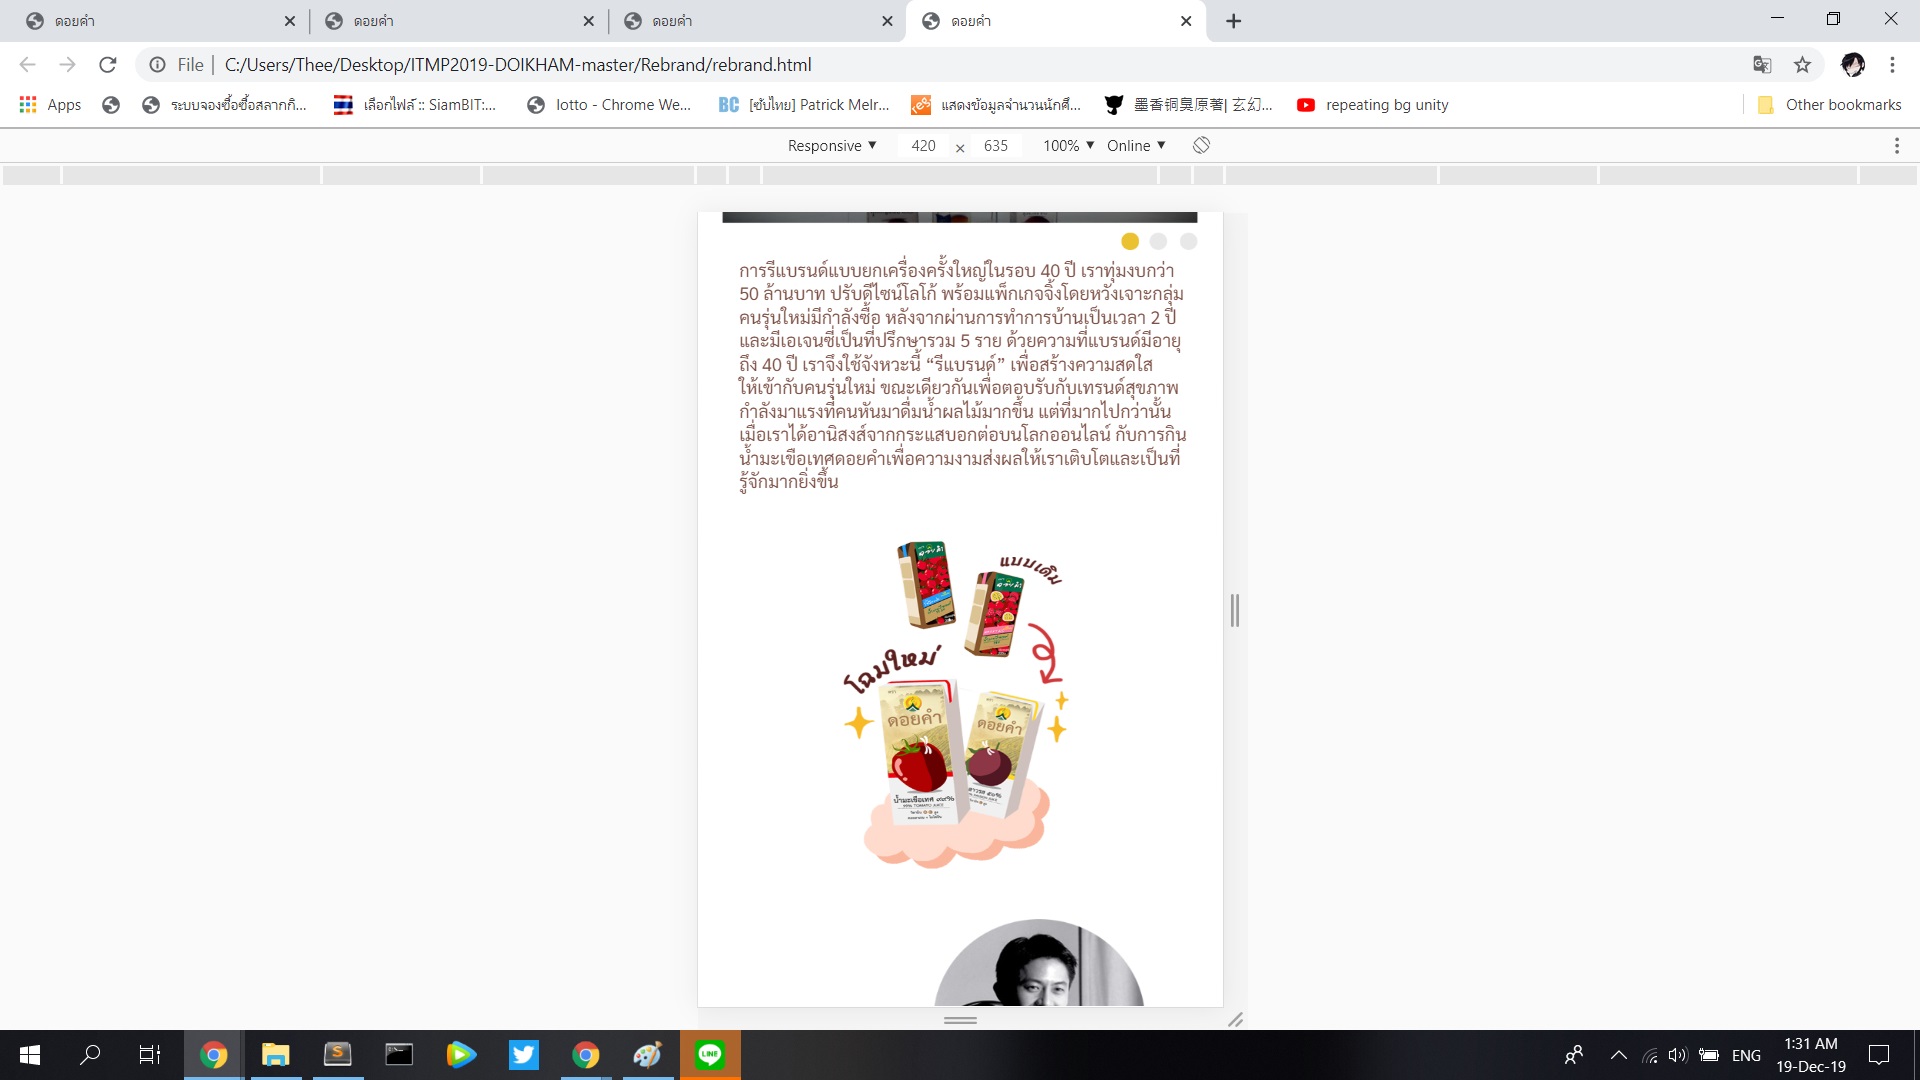 ดอยคำ
ดอยคำ
ดอยคำ
ดอยคำ
File
C:/Users/Thee/Desktop/ITMP2019-DOIKHAM-master/Rebrand/rebrand.html
Apps
ระบบจองซื้อซื้อสลากกิ...
เลือกไฟล์ :: SiamBIT:...
lotto - Chrome We...
BC
[ซับไทย] Patrick Melr...
reg
แสดงข้อมูลจำนวนนักศึ...
墨香铜臭原著| 玄幻...
repeating bg unity
Other bookmarks
Responsive
420 × 635
100%
Online
การรีแบรนด์แบบยกเครื่องครั้งใหญ่ในรอบ 40 ปี เราทุ่มงบกว่า
50 ล้านบาท ปรับดีไซน์โลโก้ พร้อมแพ็กเกจจิ้งโดยหวังเจาะกลุ่ม
คนรุ่นใหม่มีกำลังซื้อ หลังจากผ่านการทำการบ้านเป็นเวลา 2 ปี
และมีเอเจนซี่เป็นที่ปรึกษารวม 5 ราย ด้วยความที่แบรนด์มีอายุ
ถึง 40 ปี เราจึงใช้จังหวะนี้ “รีแบรนด์” เพื่อสร้างความสดใส
ให้เข้ากับคนรุ่นใหม่ ขณะเดียวกันเพื่อตอบรับกับเทรนด์สุขภาพ
กำลังมาแรงที่คนหันมาดื่มน้ำผลไม้มากขึ้น แต่ที่มากไปกว่านั้น
เมื่อเราได้อานิสงส์จากกระแสบอกต่อบนโลกออนไลน์ กับการกิน
น้ำมะเขือเทศดอยคำเพื่อความงามส่งผลให้เราเติบโตและเป็นที่
รู้จักมากยิ่งขึ้น
แบบเดิม
โฉมใหม่
ดอยคำ
ดอยคำ
น้ำมะเขือเทศ ๙๙%
99% TOMATO JUICE
S
LINE
ENG
1:31 AM
19-Dec-19